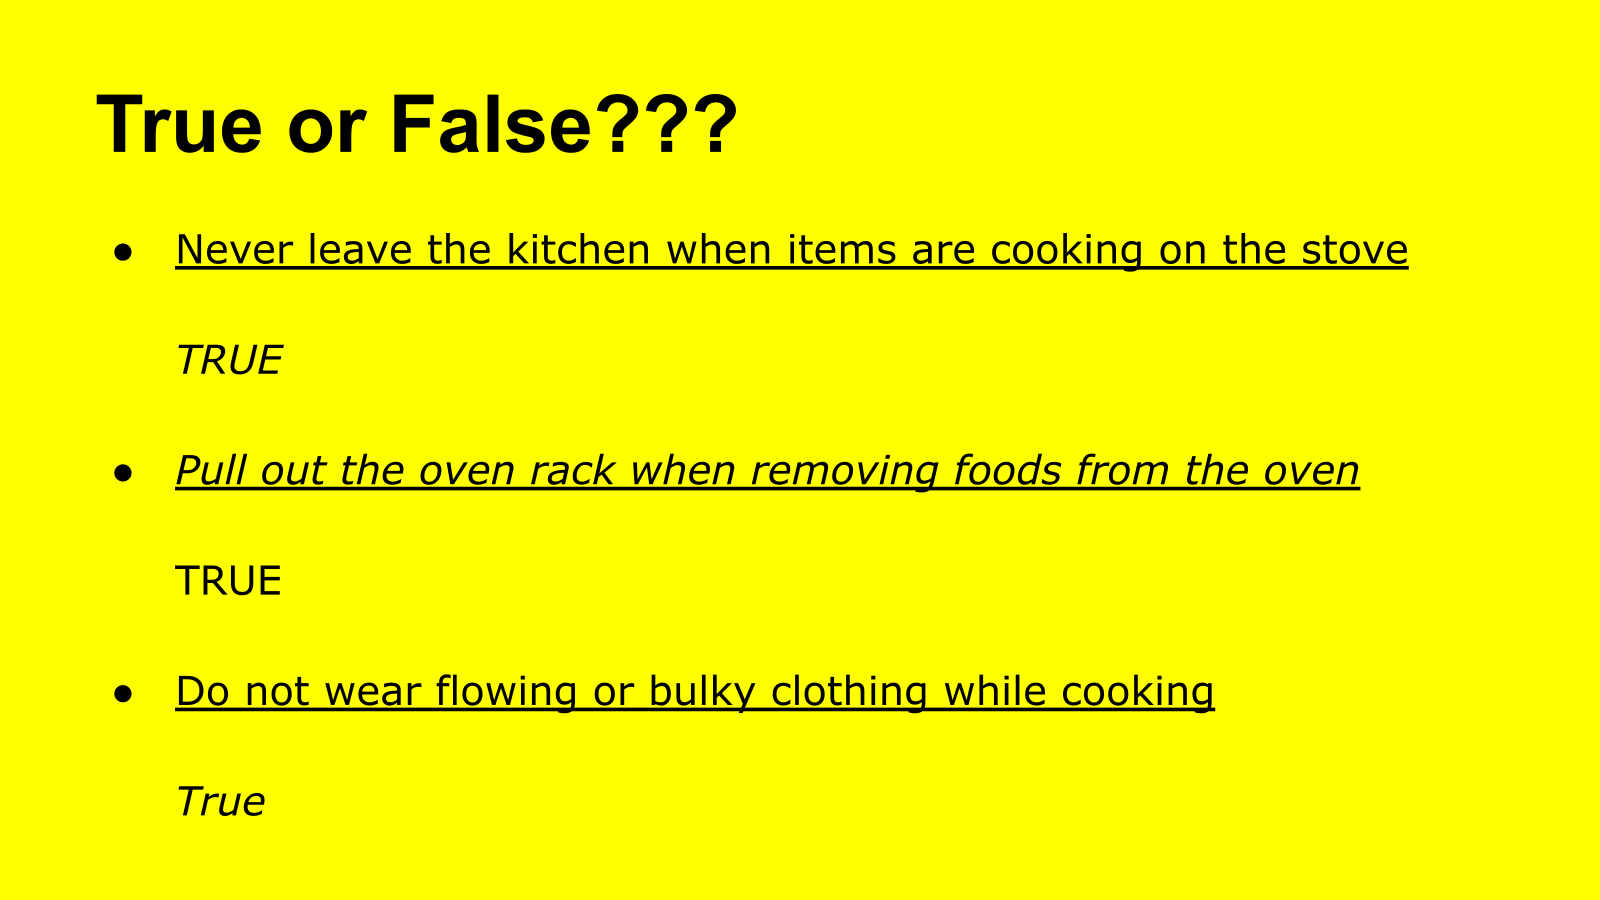 True or False???
● Never leave the kitchen when items are cooking on the stove
TRUE
● Pull out the oven rack when removing foods from the oven
TRUE
● Do not wear flowing or bulky clothing while cooking
True